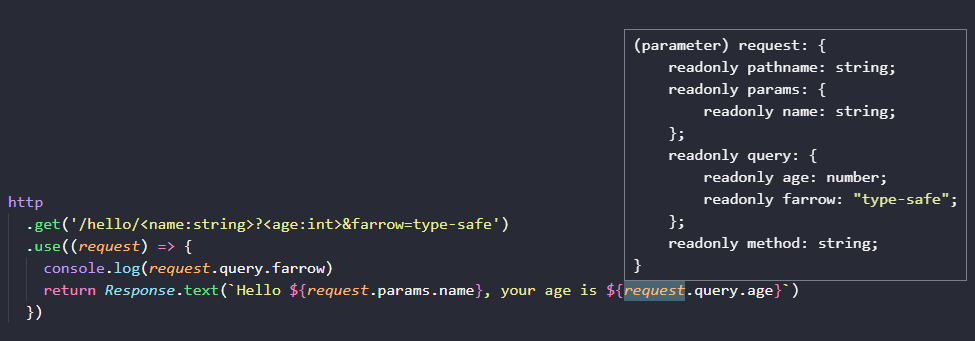 (parameter) request: {
    readonly pathname: string;
    readonly params: {
        readonly name: string;
    };
    readonly query: {
        readonly age: number;
        readonly farrow: "type-safe";
    };
    readonly method: string;
}
http
  .get('/hello/<name:string>?<age:int>&farrow=type-safe')
  .use((request) => {
    console.log(request.query.farrow)
    return Response.text(`Hello ${request.params.name}, your age is ${request.query.age}`)
  })